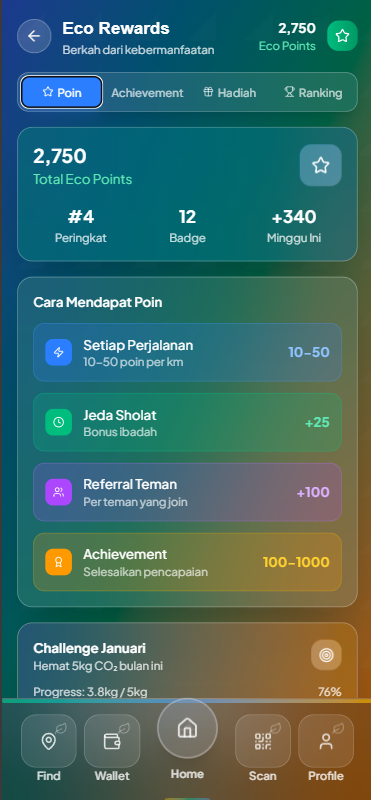 Eco Rewards
Berkah dari kebermanfaatan
2,750
Eco Points
Poin
Achievement
Hadiah
Ranking
2,750
Total Eco Points
#4
Peringkat
12
Badge
+340
Minggu Ini
Cara Mendapat Poin
Setiap Perjalanan
10-50 poin per km
10-50
Jeda Sholat
Bonus ibadah
+25
Referral Teman
Per teman yang join
+100
Achievement
Selesaikan pencapaian
100-1000
Challenge Januari
Hemat 5kg CO₂ bulan ini
Progress: 3.8kg / 5kg
76%
Find
Wallet
Home
Scan
Profile